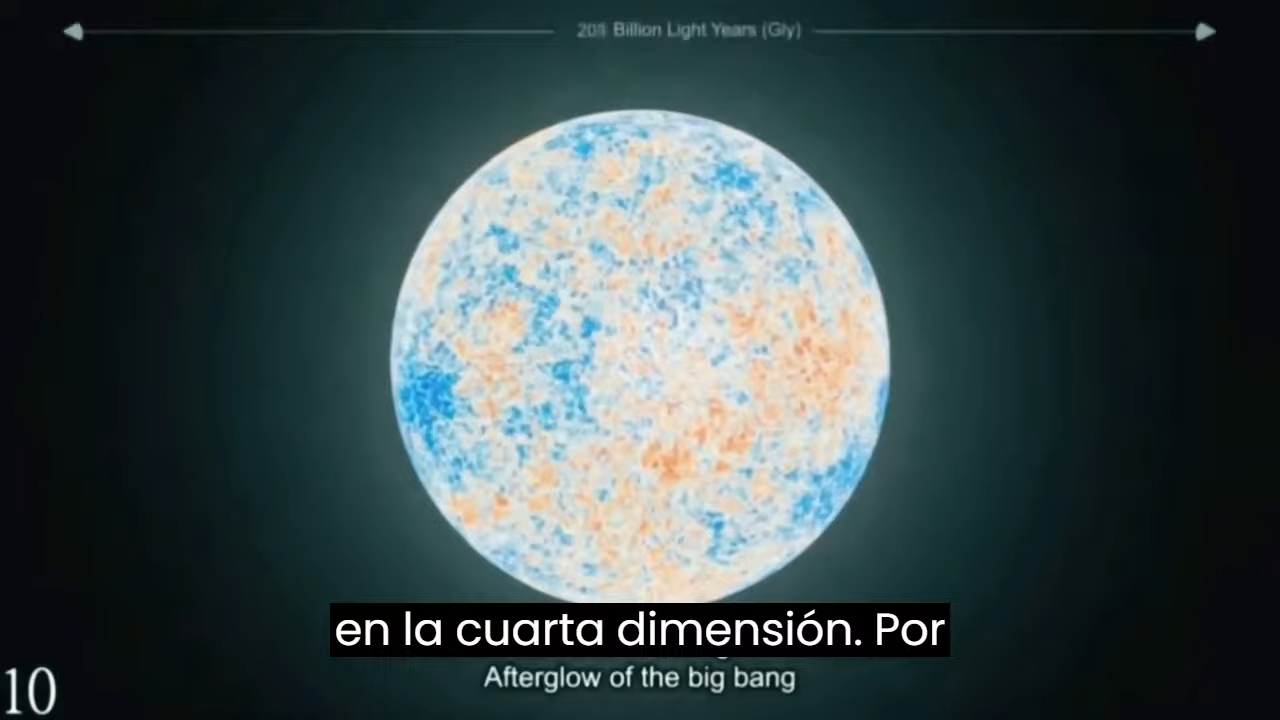 Billion Light Years (Gly)
en la cuarta dimensión. Por
Afterglow of the big bang
10